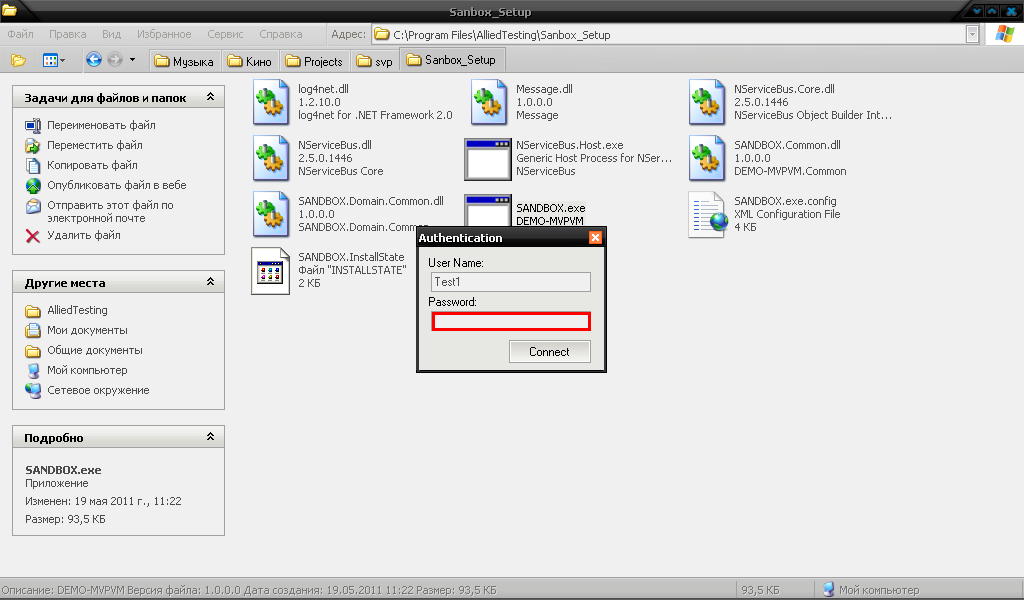 Sanbox_Setup
Файл Правка Вид Избранное Сервис Справка Адрес: C:\Program Files\AlliedTesting\Sanbox_Setup
Музыка Кино Projects svp Sanbox_Setup
Задачи для файлов и папок
Переименовать файл
Переместить файл
Копировать файл
Опубликовать файл в вебе
Отправить этот файл по
электронной почте
Удалить файл
Другие места
AlliedTesting
Мои документы
Общие документы
Мой компьютер
Сетевое окружение
Подробно
SANDBOX.exe
Приложение
Изменен: 19 мая 2011 г., 11:22
Размер: 93,5 КБ
log4net.dll
1.2.10.0
log4net for .NET Framework 2.0
Message.dll
1.0.0.0
Message
NServiceBus.Core.dll
2.5.0.1446
NServiceBus Object Builder Int...
NServiceBus.dll
2.5.0.1446
NServiceBus Core
NServiceBus.Host.exe
Generic Host Process for NSer...
NServiceBus
SANDBOX.Common.dll
1.0.0.0
DEMO-MVPVM.Common
SANDBOX.Domain.Common.dll
1.0.0.0
SANDBOX.Domain.Common
SANDBOX.exe
DEMO-MVPVM
SANDBOX.exe.config
XML Configuration File
4 КБ
SANDBOX.InstallState
Файл "INSTALLSTATE"
2 КБ
Authentication
User Name:
Test1
Password:
Connect
Описание: DEMO-MVPVM Версия файла: 1.0.0.0 Дата создания: 19.05.2011 11:22 Размер: 93,5 КБ 93,5 КБ Мой компьютер